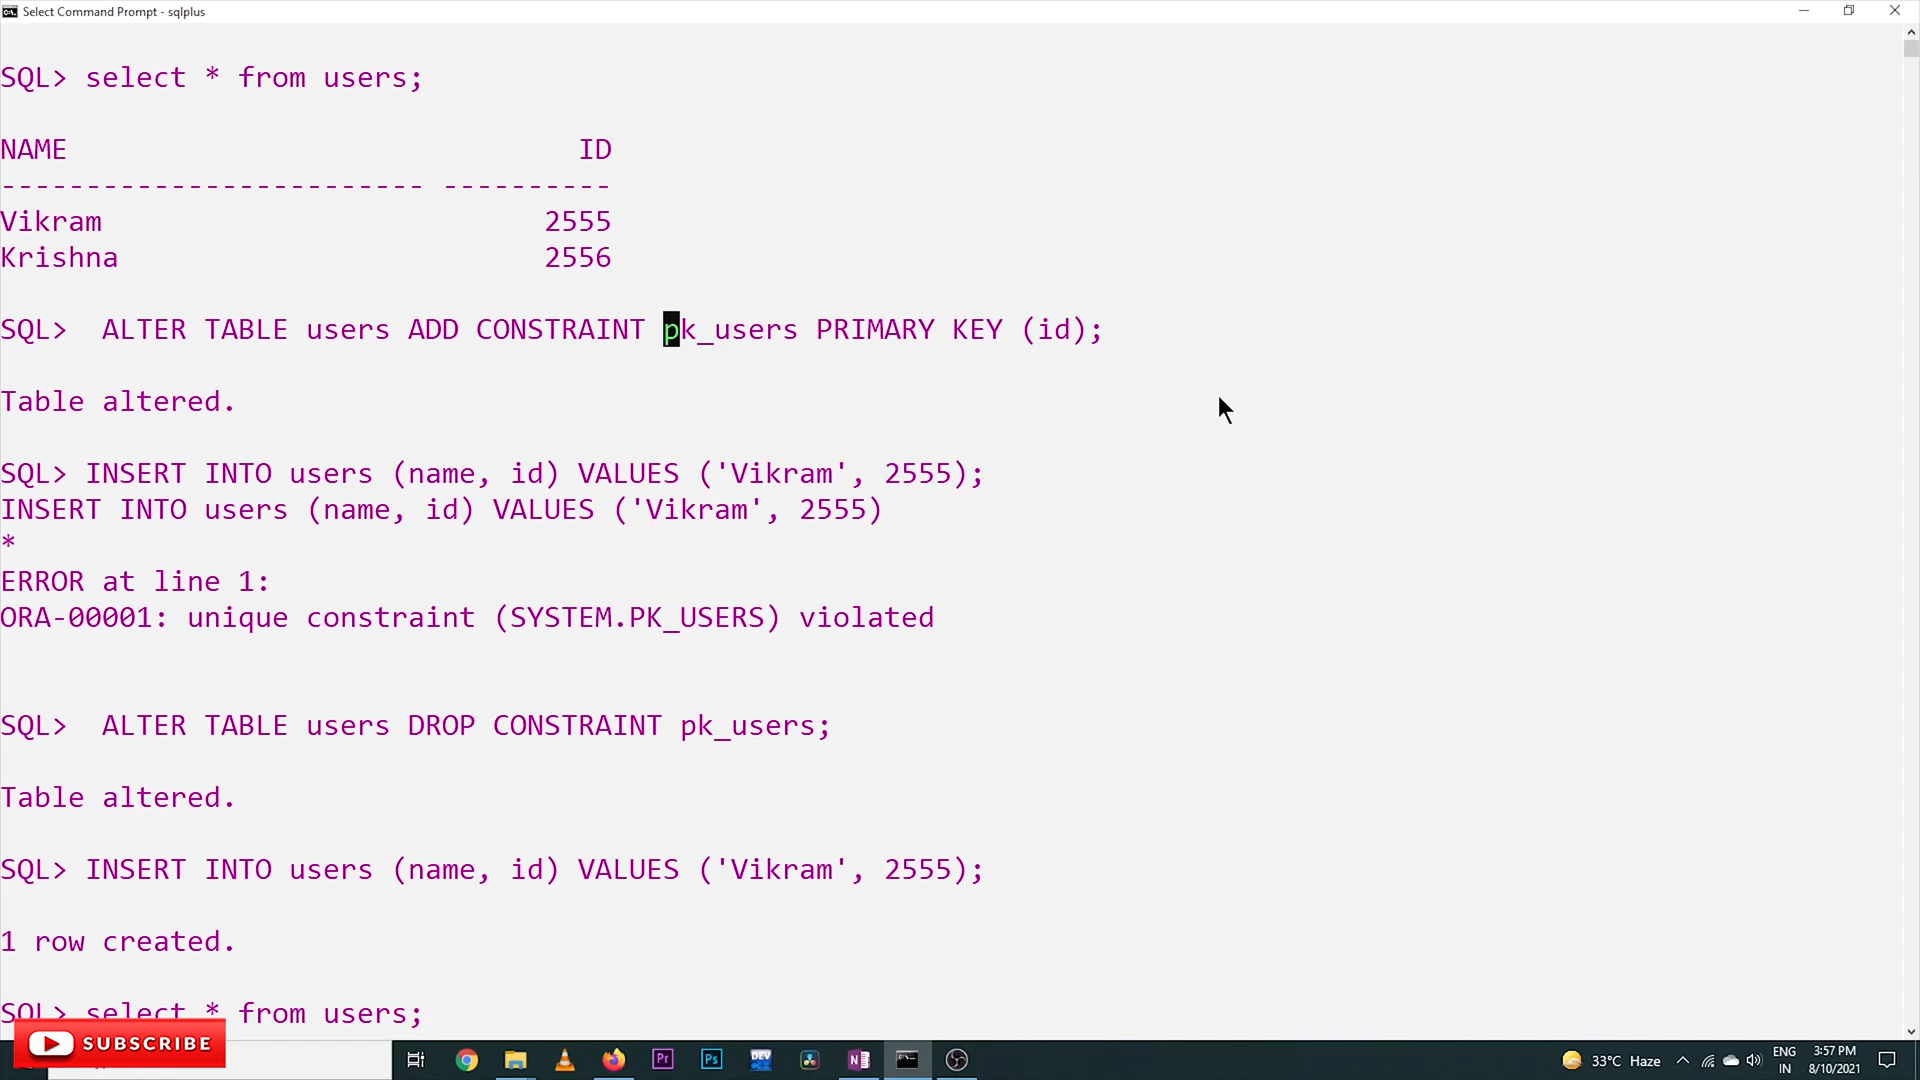 Select Command Prompt - sqlplus
SQL> select * from users;
NAME                             ID
------------------------- ----------
Vikram                          2555
Krishna                         2556
SQL>  ALTER TABLE users ADD CONSTRAINT pk_users PRIMARY KEY (id);
Table altered.
SQL> INSERT INTO users (name, id) VALUES ('Vikram', 2555);
INSERT INTO users (name, id) VALUES ('Vikram', 2555)
*
ERROR at line 1:
ORA-00001: unique constraint (SYSTEM.PK_USERS) violated
SQL>  ALTER TABLE users DROP CONSTRAINT pk_users;
Table altered.
SQL> INSERT INTO users (name, id) VALUES ('Vikram', 2555);
1 row created.
SQL> select * from users;
SUBSCRIBE
Pr
Ps
DEV
N
33°C Haze
ENG
IN
3:57 PM
8/10/2021